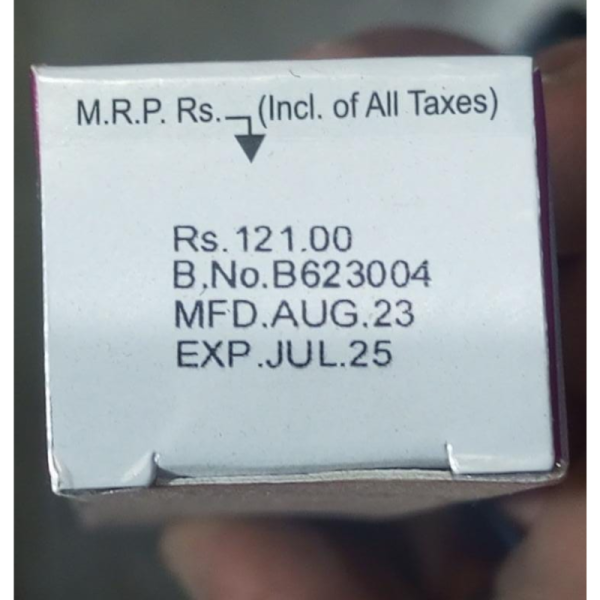 M.R.P. Rs. (Incl. of All Taxes)
Rs.121.00
B.No.B623004
MFD.AUG.23
EXP.JUL.25